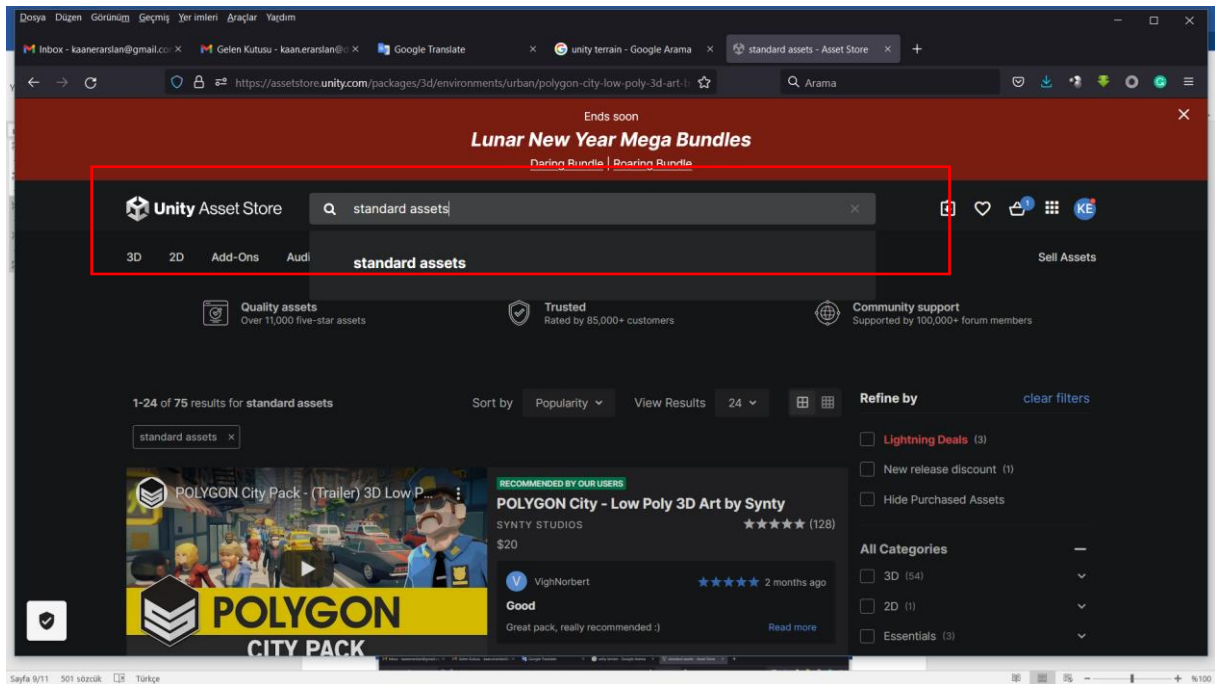 Dosya Düzen Görünüm Geçmiş Yer imleri Araçlar Yardım
Inbox - kaanerarslan@gmail.co
Gelen Kutusu - kaan.erarslan@
Google Translate
unity terrain - Google Arama
standard assets - Asset Store
https://assetstore.unity.com/packages/3d/environments/urban/polygon-city-low-poly-3d-art-b
Arama
Ends soon
Lunar New Year Mega Bundles
Daring Bundle | Roaring Bundle
Unity Asset Store
standard assets
1
KE
3D 2D Add-Ons Audi
standard assets
Sell Assets
Quality assets
Over 11,000 five-star assets
Trusted
Rated by 85,000+ customers
Community support
Supported by 100,000+ forum members
1-24 of 75 results for standard assets
Sort by Popularity View Results 24
Refine by clear filters
standard assets ×
Lightning Deals (3)
New release discount (1)
Hide Purchased Assets
POLYGON City Pack - (Trailer) 3D Low P...
POLYGON
CITY PACK
RECOMMENDED BY OUR USERS
POLYGON City - Low Poly 3D Art by Synty
SYNTY STUDIOS (128)
$20
V VighNorbert 2 months ago
Good
Great pack, really recommended :)
Read more
All Categories
3D (54)
2D (1)
Essentials (3)
Sayfa 9/11 501 sözcük Türkçe
%100